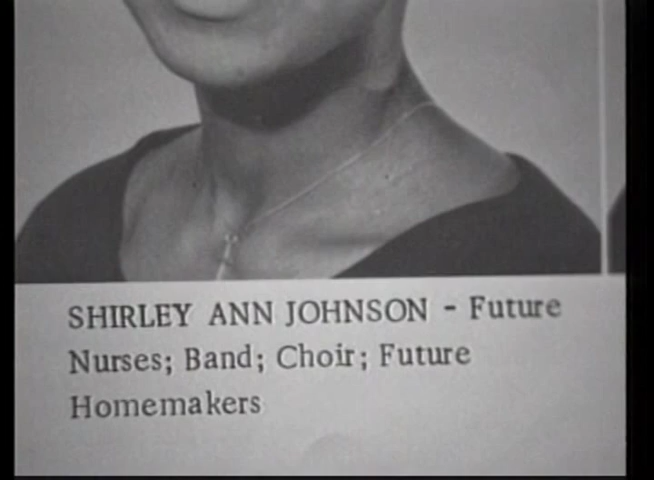 SHIRLEY ANN JOHNSON - Future
Nurses; Band; Choir; Future
Homemakers